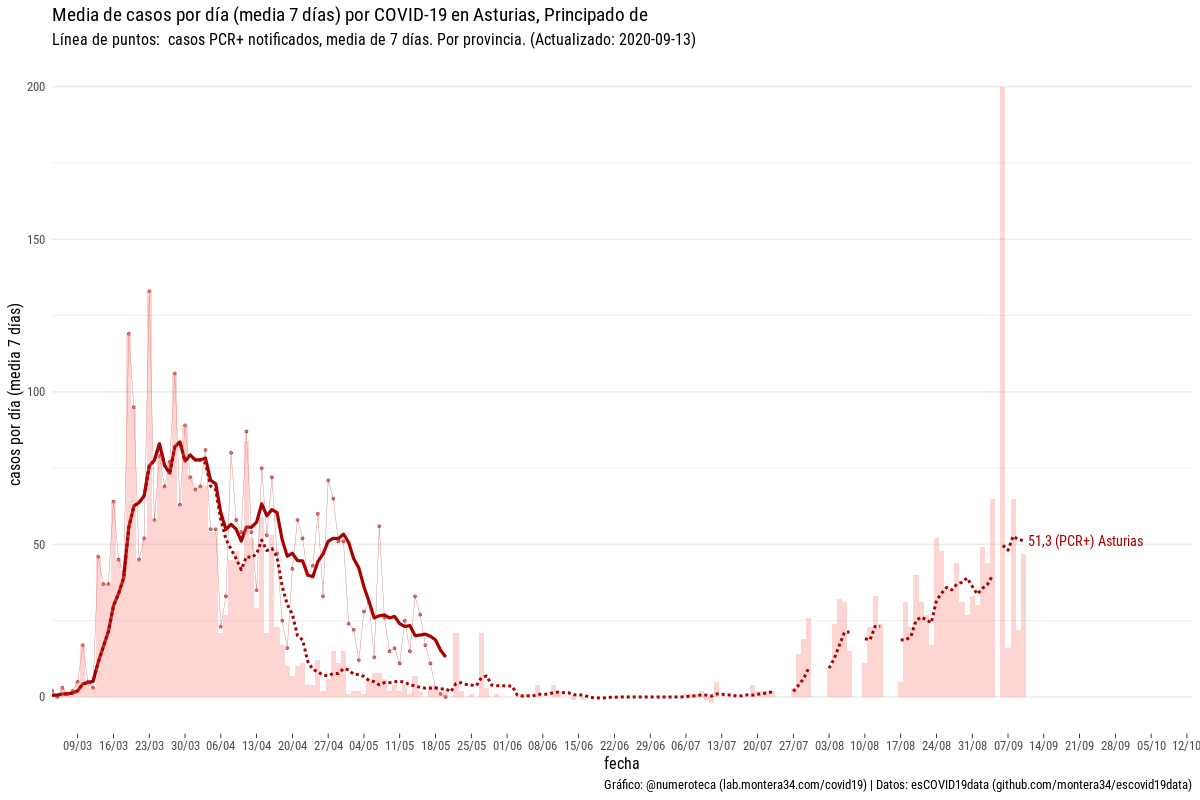 Media de casos por día (media 7 días) por COVID-19 en Asturias, Principado de
Línea de puntos:  casos PCR+ notificados, media de 7 días. Por provincia. (Actualizado: 2020-09-13)
casos por día (media 7 días)
200
150
100
50
0
51,3 (PCR+) Asturias
09/03 16/03 23/03 30/03 06/04 13/04 20/04 27/04 04/05 11/05 18/05 25/05 01/06 08/06 15/06 22/06 29/06 06/07 13/07 20/07 27/07 03/08 10/08 17/08 24/08 31/08 07/09 14/09 21/09 28/09 05/10 12/10
fecha
Gráfico: @numeroteca (lab.montera34.com/covid19) | Datos: esCOVID19data (github.com/montera34/escovid19data)